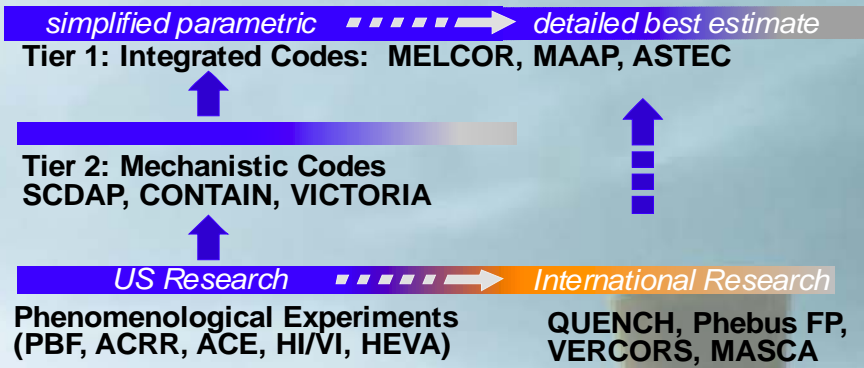 simplified parametric detailed best estimate
Tier 1: Integrated Codes: MELCOR, MAAP, ASTEC
Tier 2: Mechanistic Codes
SCDAP, CONTAIN, VICTORIA
US Research International Research
Phenomenological Experiments
(PBF, ACRR, ACE, HI/VI, HEVA)
QUENCH, Phebus FP,
VERCORS, MASCA